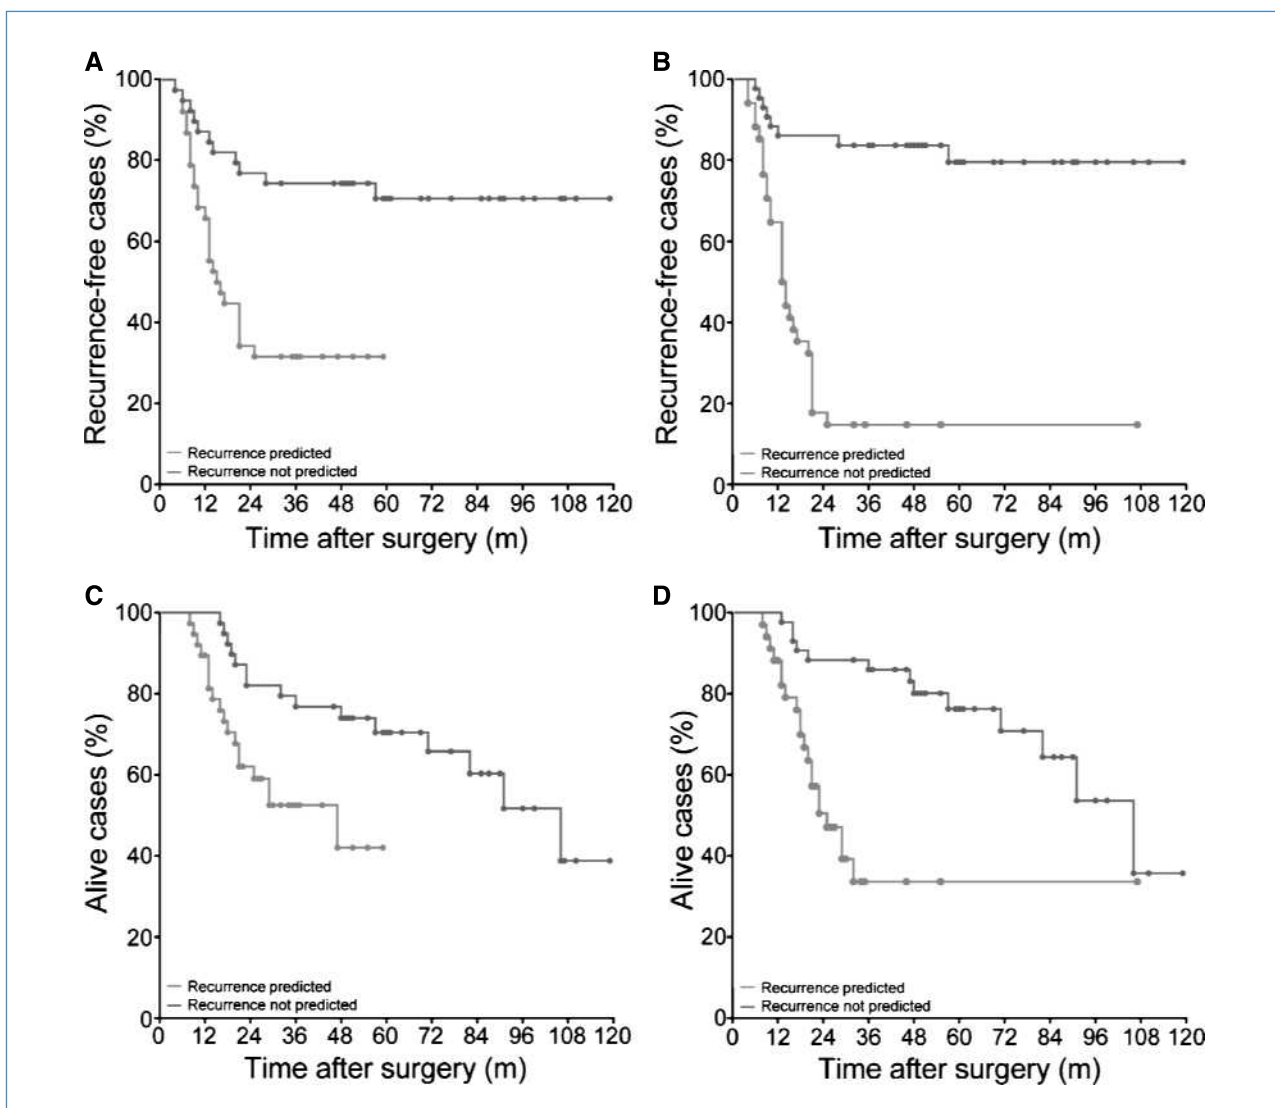 A
Recurrence-free cases (%)
100
80
60
40
20
0
Recurrence predicted
Recurrence not predicted
0 12 24 36 48 60 72 84 96 108 120
Time after surgery (m)
B
Recurrence-free cases (%)
100
80
60
40
20
0
Recurrence predicted
Recurrence not predicted
0 12 24 36 48 60 72 84 96 108 120
Time after surgery (m)
C
Alive cases (%)
100
80
60
40
20
0
Recurrence predicted
Recurrence not predicted
0 12 24 36 48 60 72 84 96 108 120
Time after surgery (m)
D
Alive cases (%)
100
80
60
40
20
0
Recurrence predicted
Recurrence not predicted
0 12 24 36 48 60 72 84 96 108 120
Time after surgery (m)